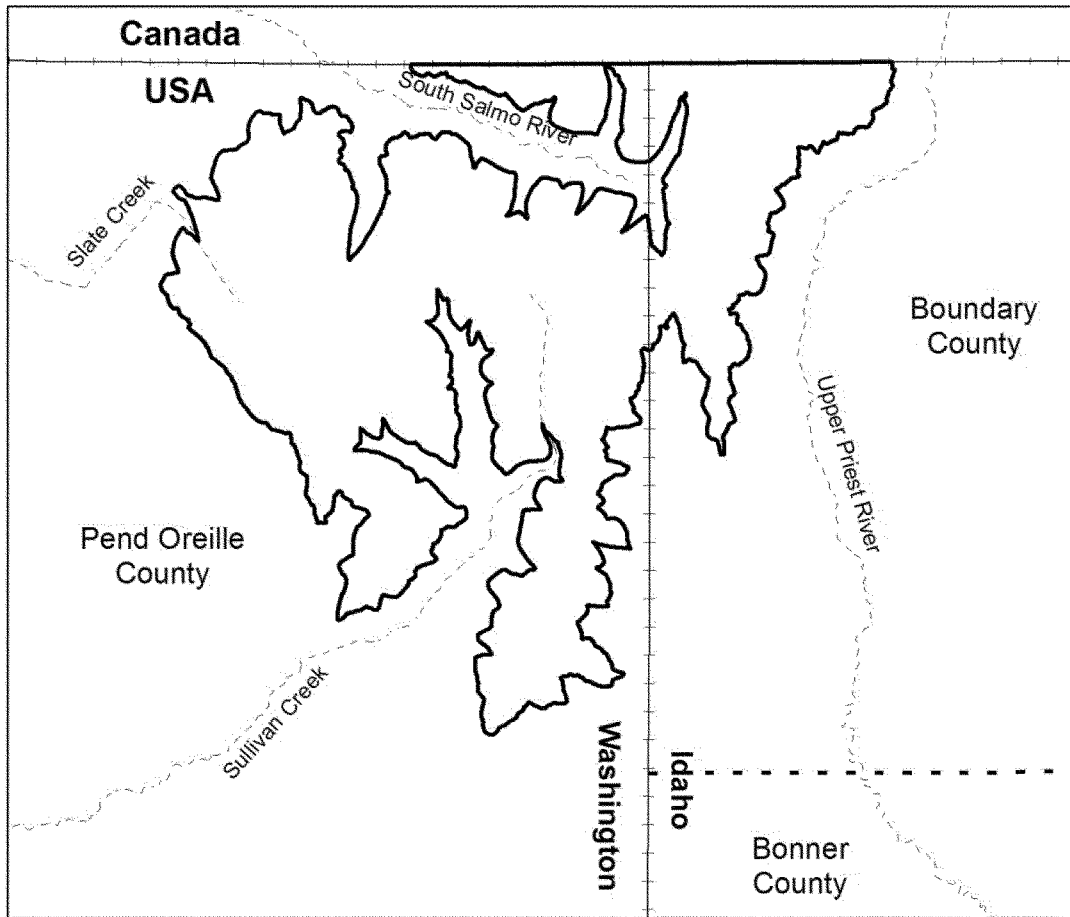 Canada
USA
South Salmo River
Slate Creek
Boundary
County
Upper Priest River
Pend Oreille
County
Sullivan Creek
Washington
Idaho
Bonner
County